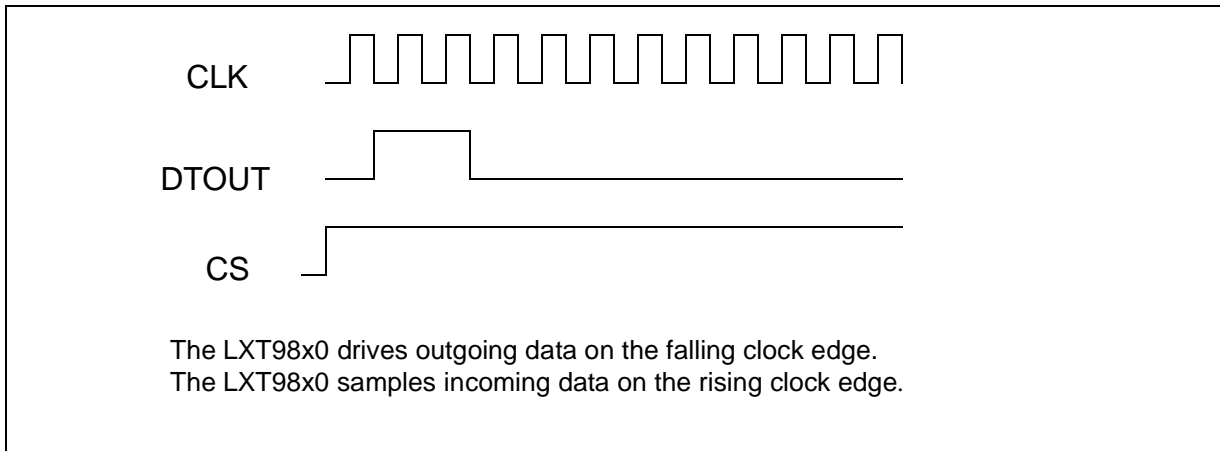 CLK
DTOUT
CS
The LXT98x0 drives outgoing data on the falling clock edge.
The LXT98x0 samples incoming data on the rising clock edge.